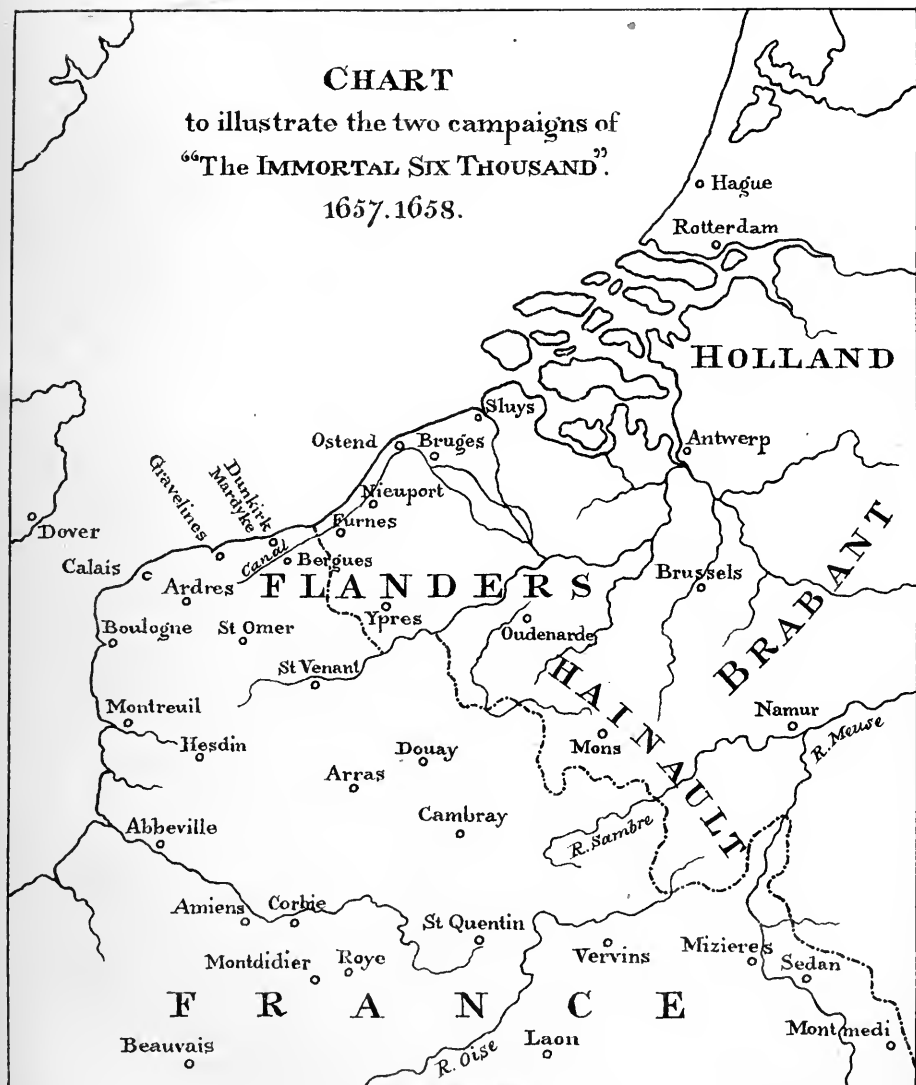 CHART
to illustrate the two campaigns of
“The IMMORTAL SIX THOUSAND”.
1657.1658.
Hague
Rotterdam
HOLLAND
Sluys
Ostend
Bruges
Antwerp
Gravelines
Dunkirk
Mardyke
Nieuport
Furnes
Dover
Canal
Bergues
Calais
Ardres
FLANDERS
Brussels
BRABANT
Ypres
Boulogne
St Omer
Oudenarde
St Venant
HAINAULT
Montreuil
Namur
R. Meuse
Hesdin
Douay
Mons
Arras
Cambray
R. Sambre
Abbeville
Amiens
Corbie
St Quentin
Vervins
Mizieres
Sedan
Montdidier
Roye
FRANCE
Montmedi
Beauvais
R. Oise
Laon